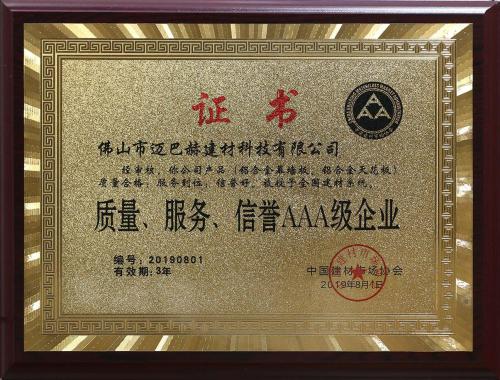 证书
佛山市迈巴赫建材科技有限公司
经审核，你公司产品（铝合金幕墙板，铝合金天花板）
质量合格，服务到位，信誉好。被授予全国建材系统，
质量、服务、信誉AAA级企业
编号：20190801
有效期：3年
中国建材市场协会
2019年8月1日